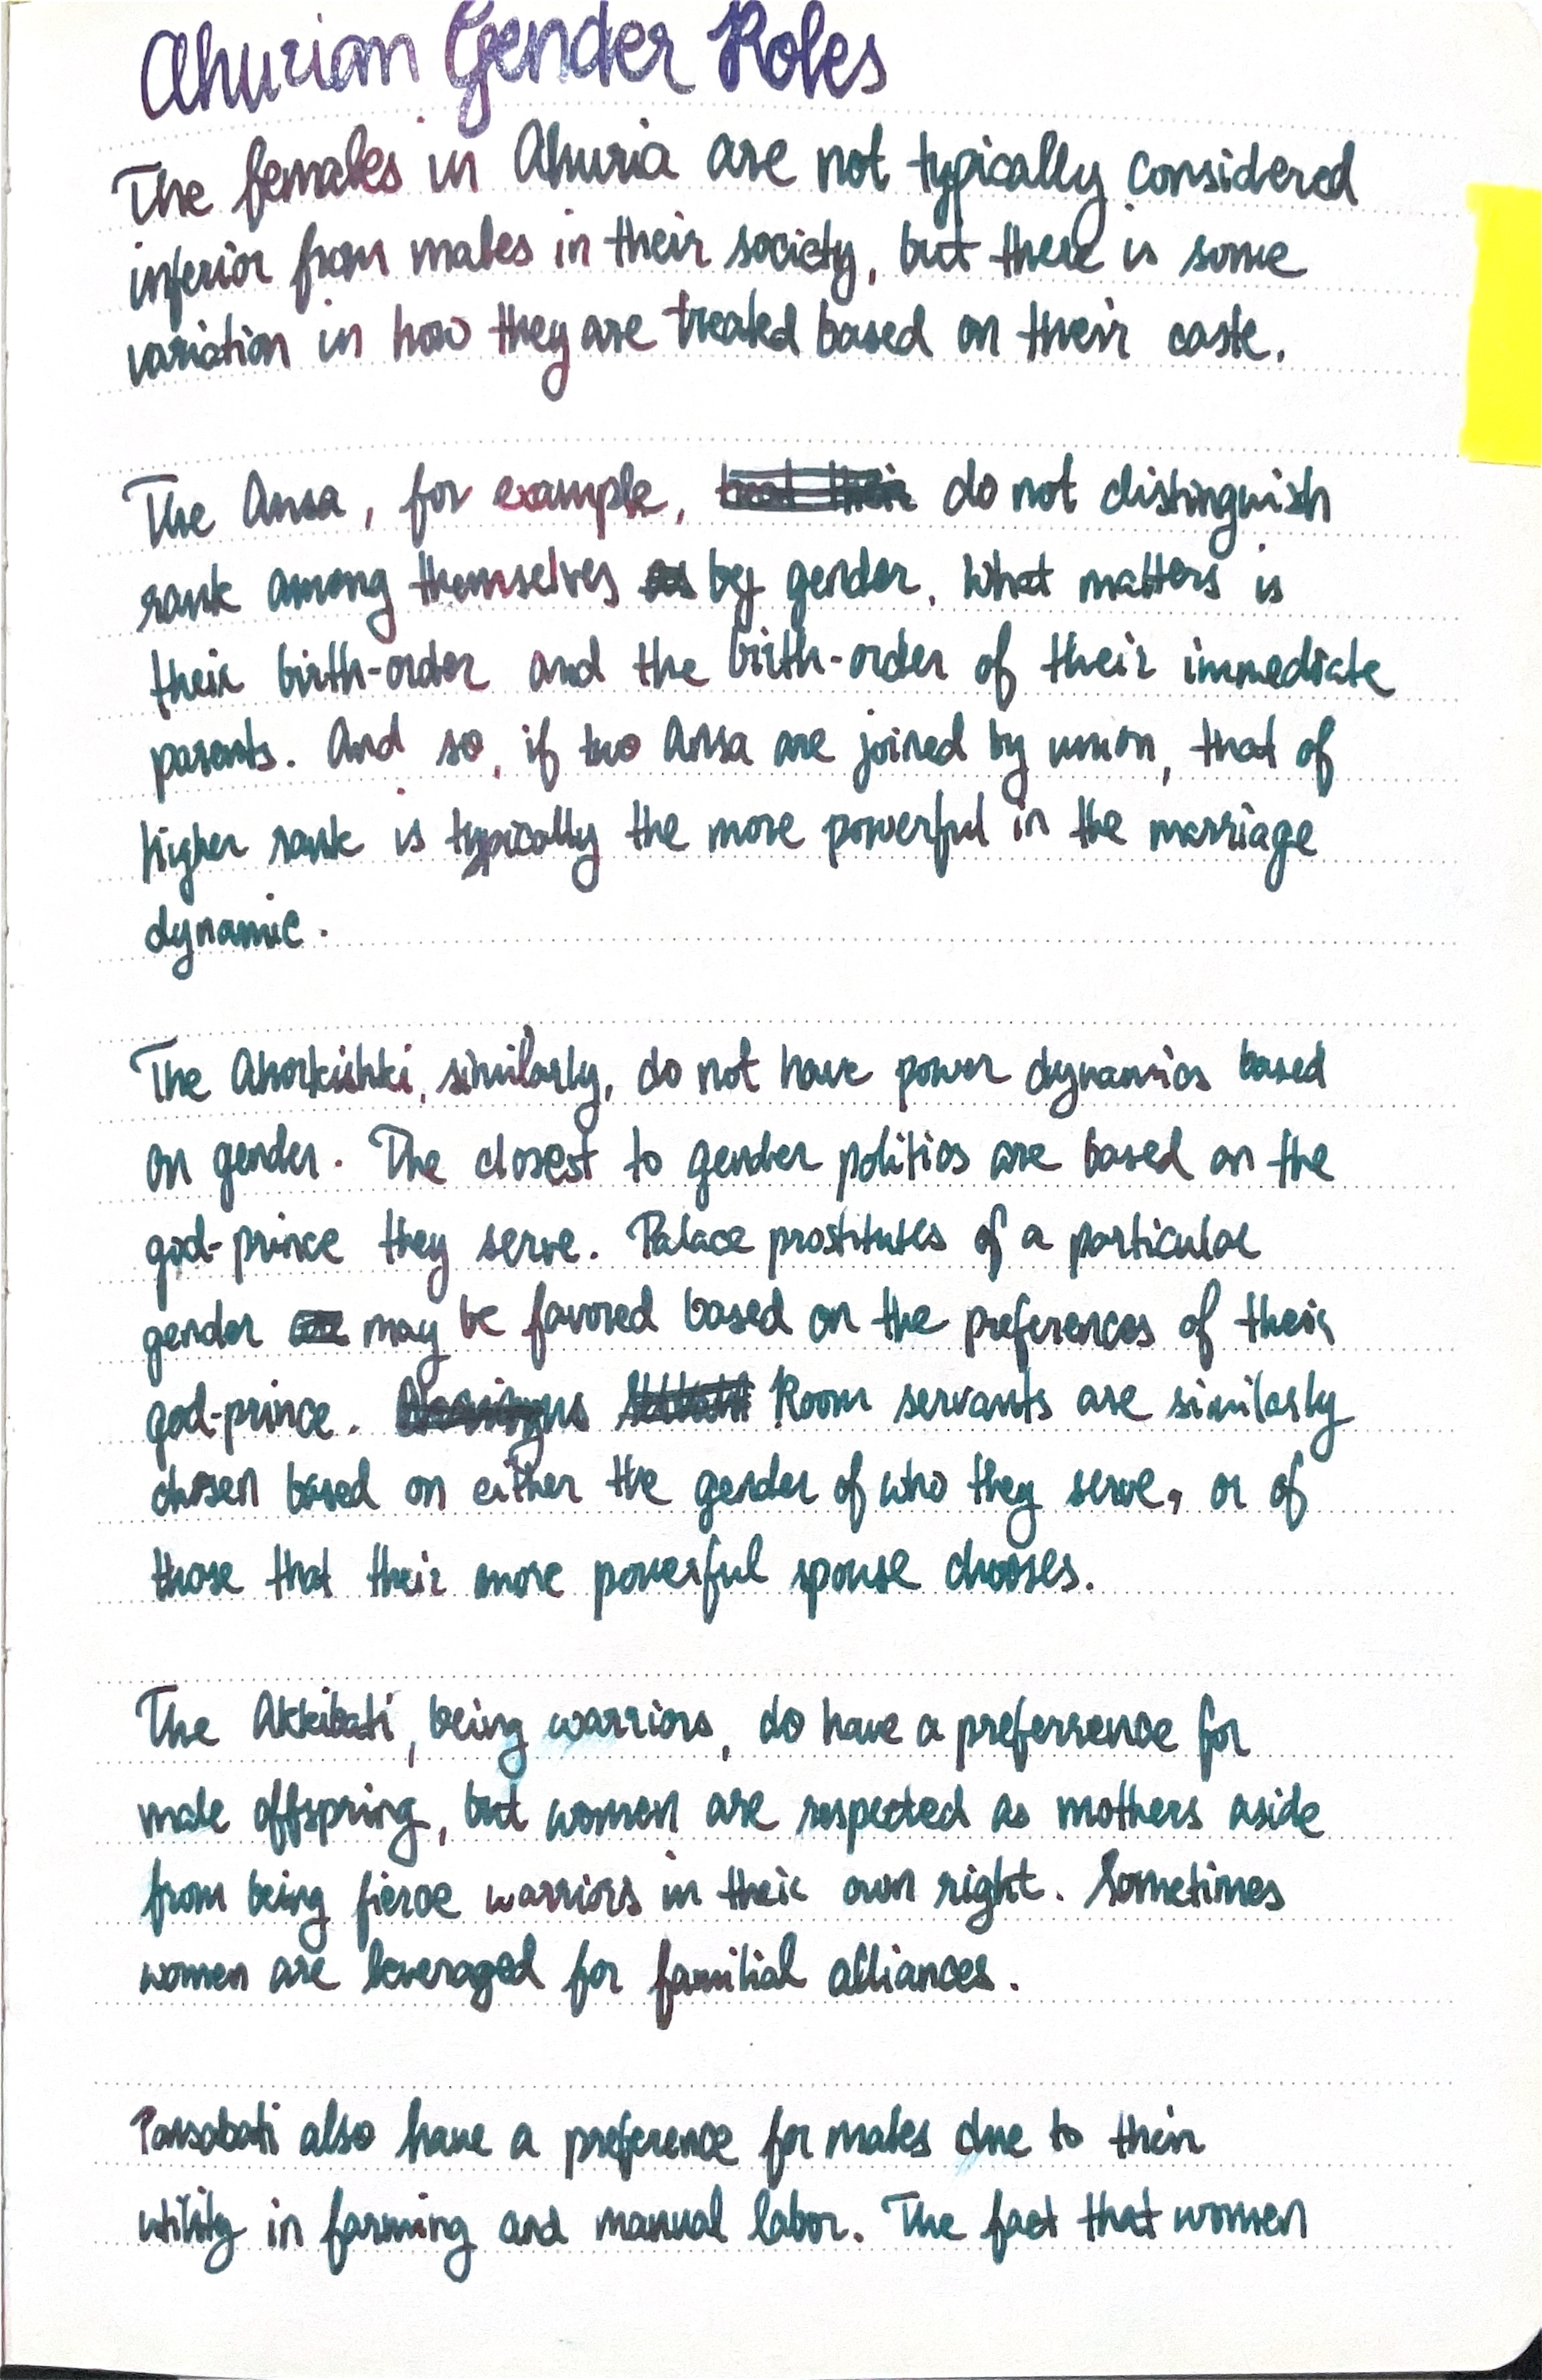 Ahurian Gender Roles
The females in Ahuria are not typically considered
inferior from males in their society, but there is some
variation in how they are treated based on their caste.
The Ansa, for example, do not distinguish
rank among themselves by gender. What matters is
their birth-order and the birth-order of their immediate
parents. And so, if two Ansa are joined by union, that of
higher rank is typically the more powerful in the marriage
dynamic.
The Ahorkishki, similarly, do not have power dynamics based
on gender. The closest to gender politics are based on the
god-prince they serve. Palace prostitutes of a particular
gender may be favored based on the preferences of their
god-prince. Room servants are similarly
chosen based on either the gender of who they serve, or of
those that their more powerful spouse chooses.
The Akkibati, being warriors, do have a preferrence for
male offspring, but women are respected as mothers aside
from being fierce warriors in their own right. Sometimes
women are leveraged for familial alliances.
also have a preference for males due to their
utility in farming and manual labor. The fact that women